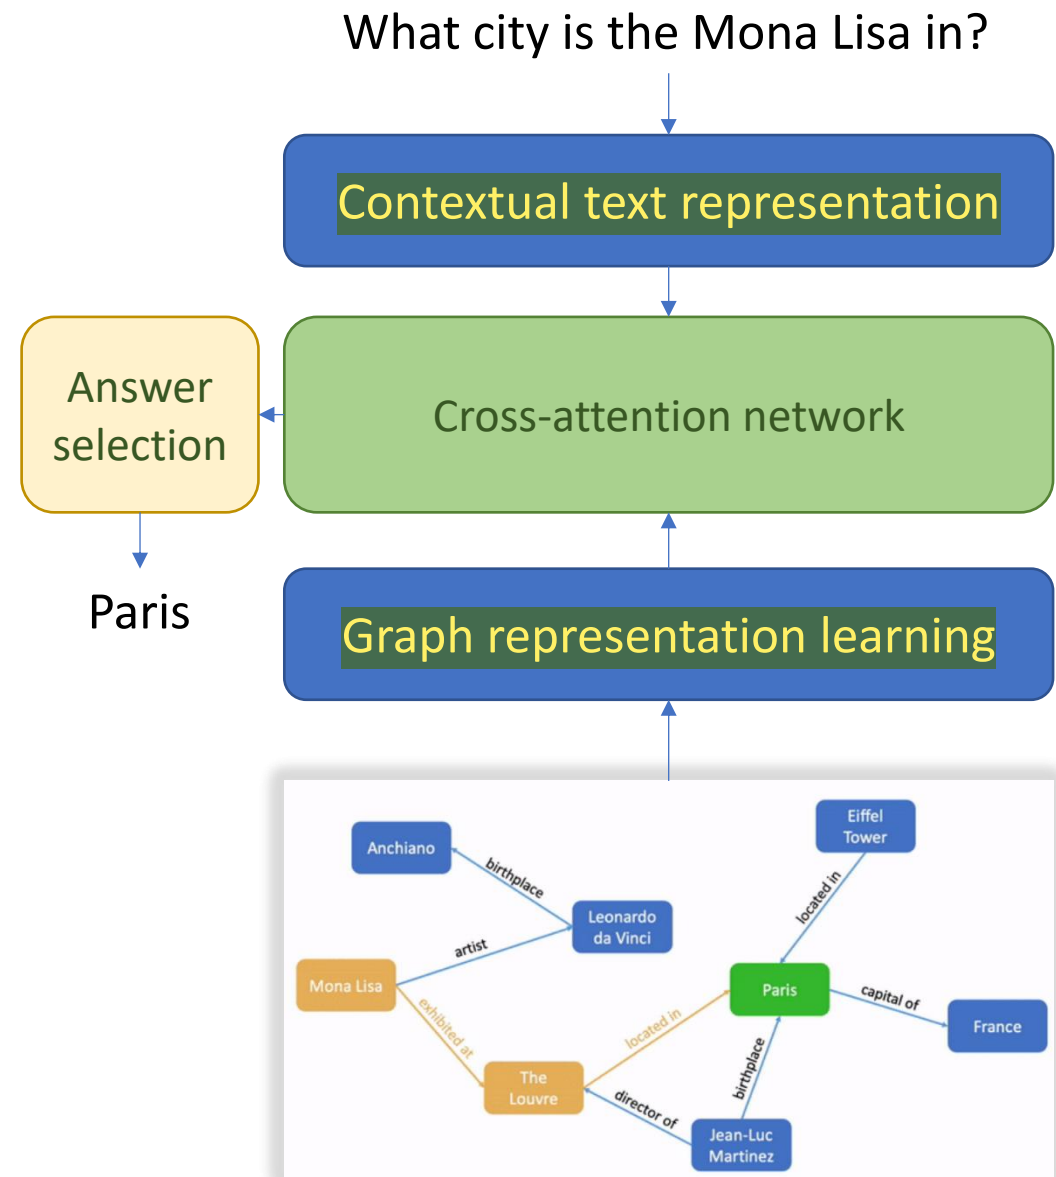 What city is the Mona Lisa in?
Contextual text representation
Answer
selection
Cross-attention network
Paris
Graph representation learning
Eiffel
Tower
Anchiano
birthplace
located in
Leonardo
da Vinci
artist
Mona Lisa
Paris
capital of
exhibited at
located in
France
The
Louvre
birthplace
director of
Jean-Luc
Martinez